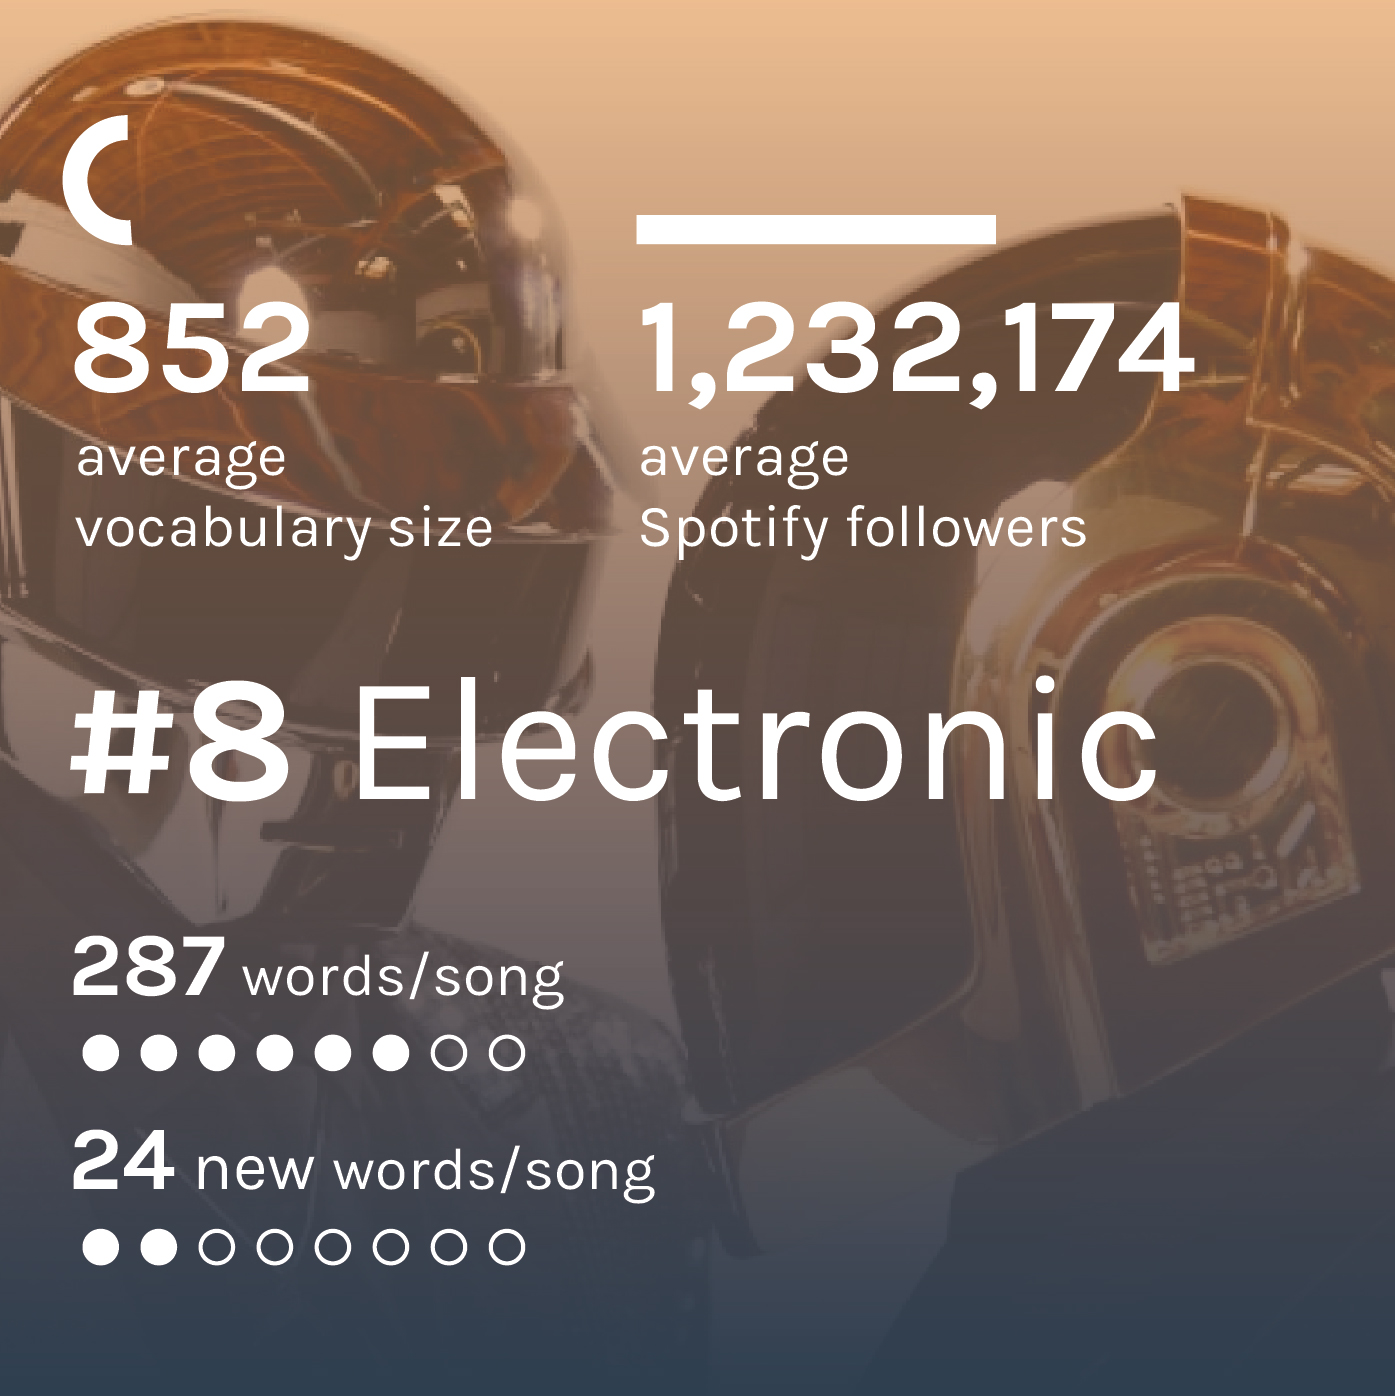 852
1,232,174
average
vocabulary size
average
Spotify followers
#8 Electronic
287 words/song
24 new words/song